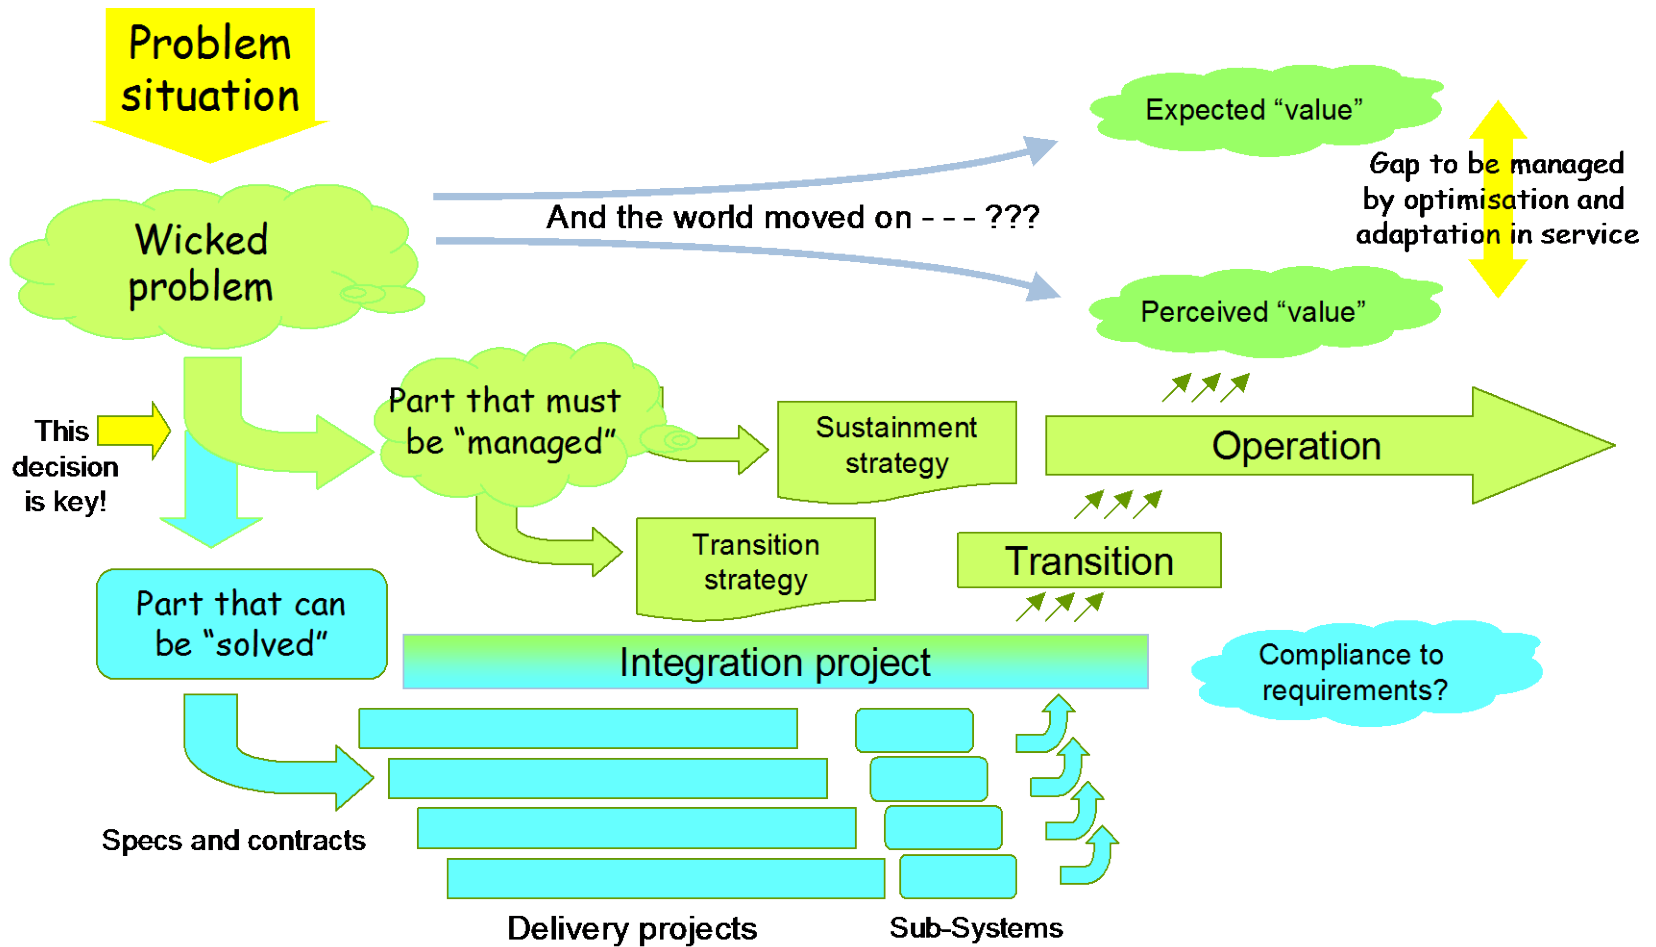 Problem
situation
Wicked
problem
And the world moved on - - - ???
Expected “value”
Gap to be managed
by optimisation and
adaptation in service
Perceived “value”
This
decision
is key!
Part that must
be “managed”
Sustainment
strategy
Operation
Transition
strategy
Transition
Part that can
be “solved”
Integration project
Compliance to
requirements?
Specs and contracts
Delivery projects
Sub-Systems